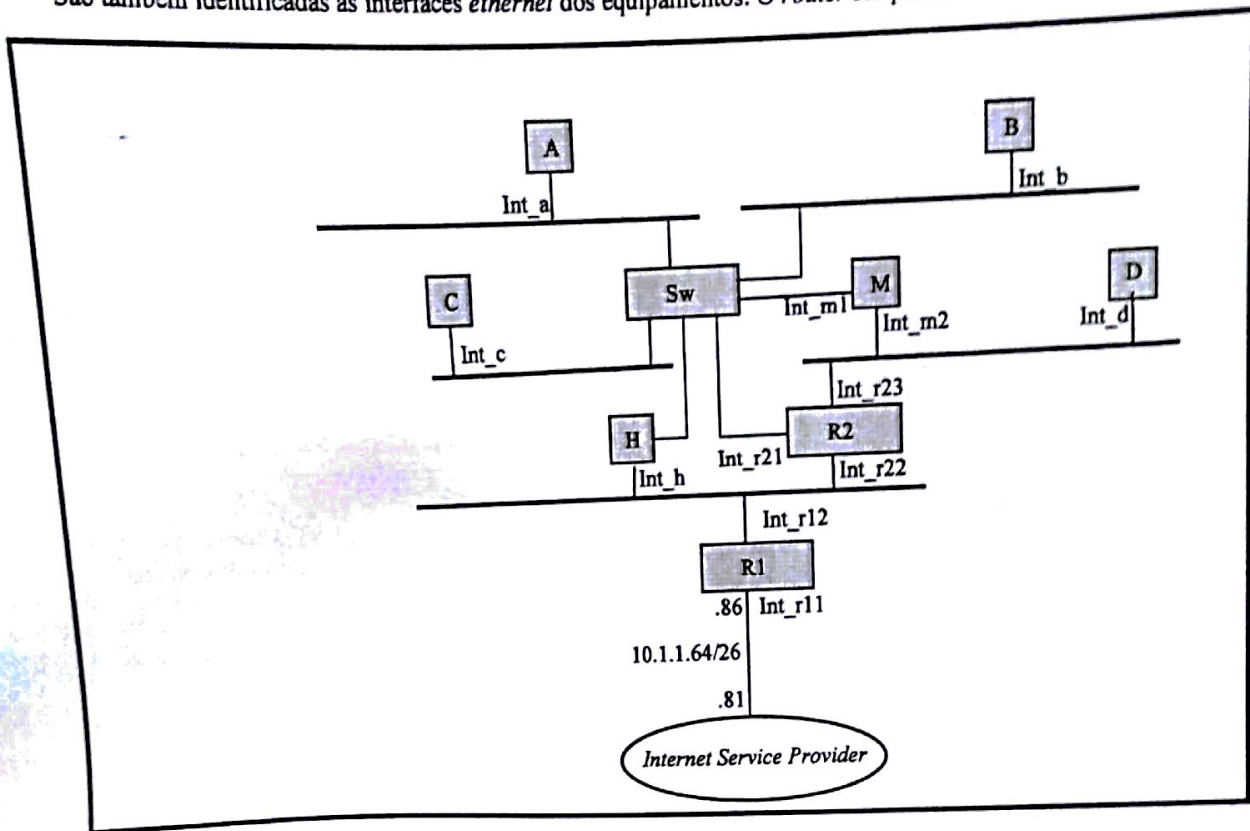 São também identificadas as interfaces ethernet dos equipamentos. O router
A
B
Int_a
Int_b
C
Sw
M
D
Int_m1
Int_m2
Int_d
Int_c
Int_r23
H
R2
Int_r21
Int_h
Int_r22
Int_r12
R1
.86 Int_r11
10.1.1.64/26
.81
Internet Service Provider